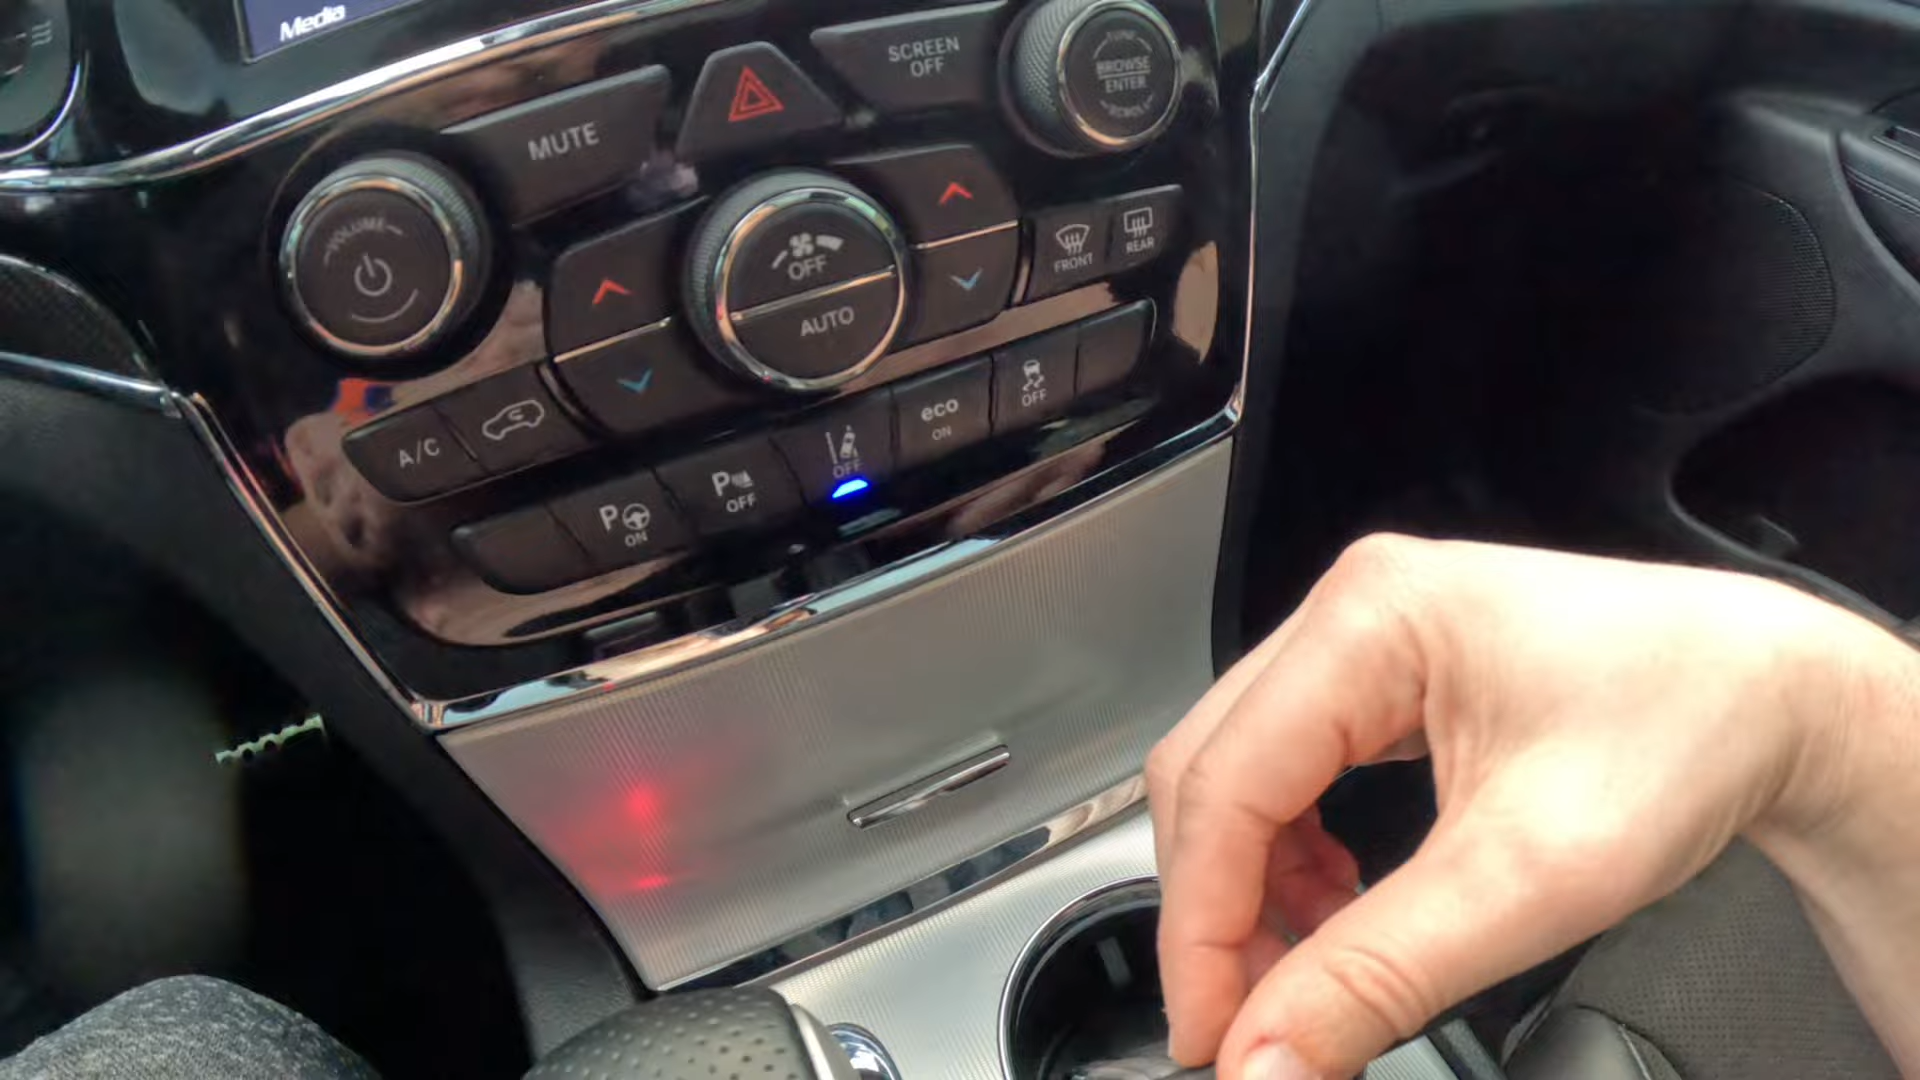 Media
MUTE
SCREEN
OFF
TUNE
BROWSE
ENTER
SCROLL
VOLUME
OFF
AUTO
FRONT
REAR
A/C
P
ON
P
OFF
OFF
eco
ON
OFF